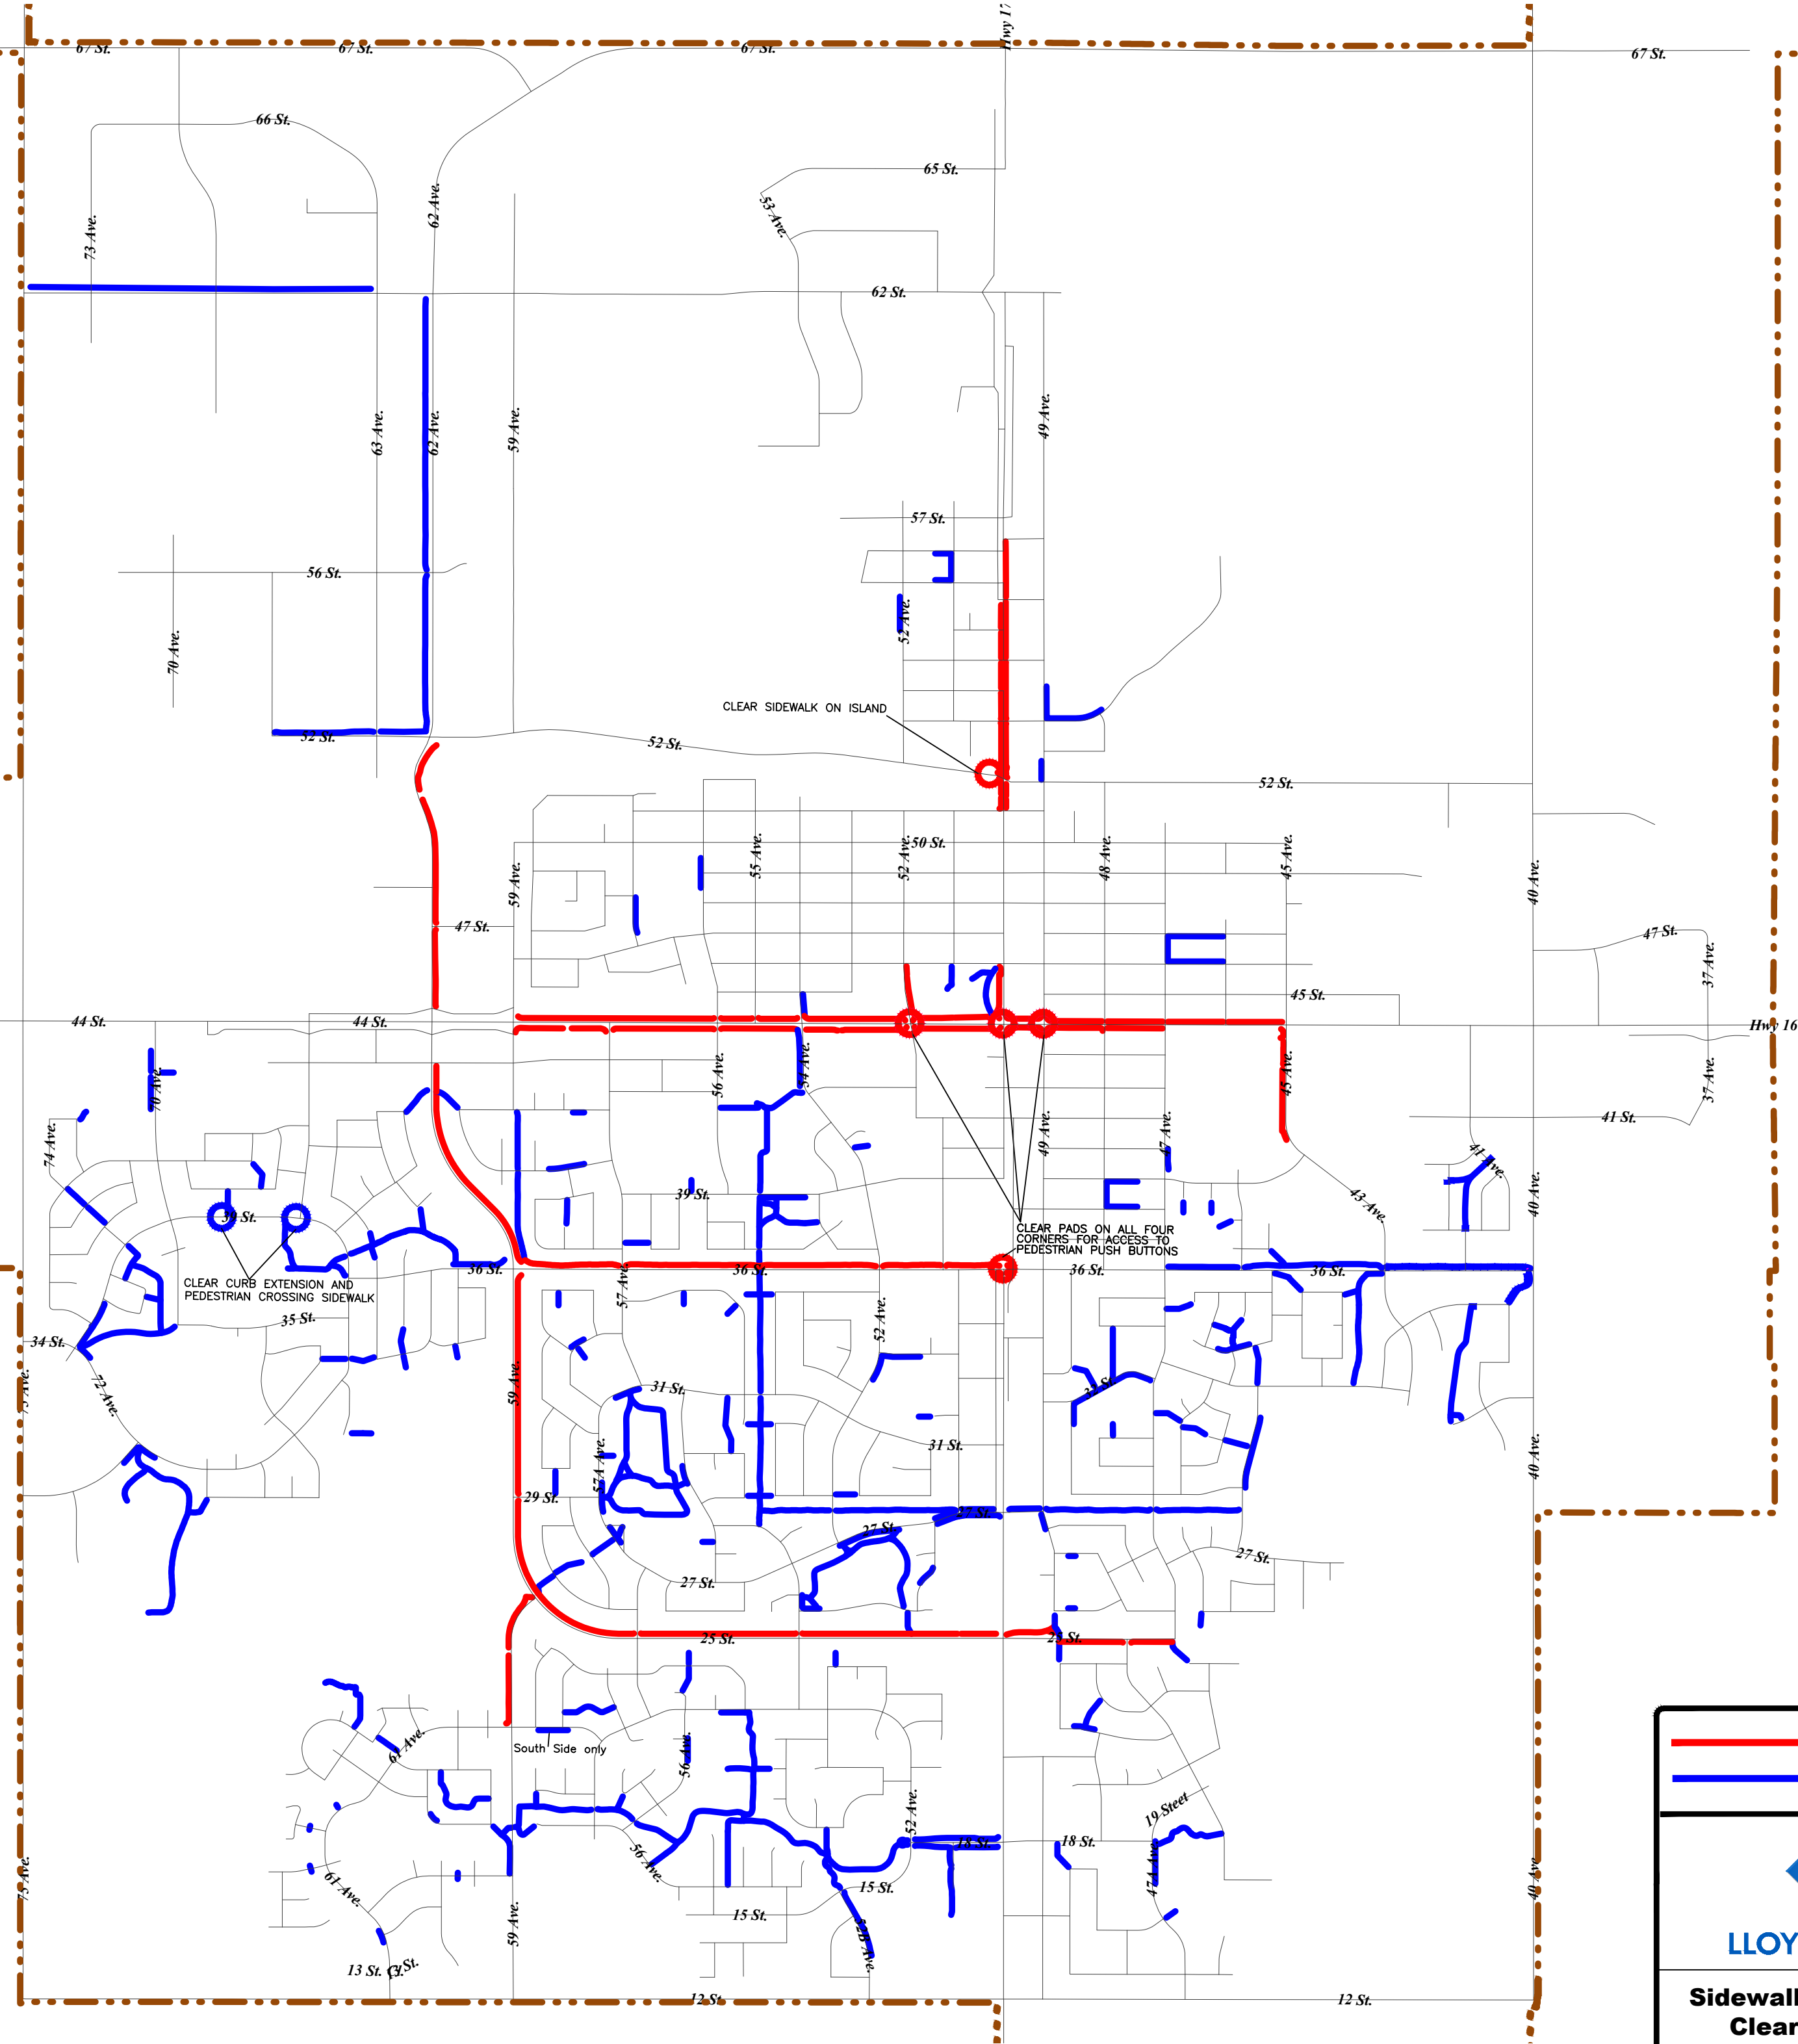 Hwy 17
67 St.
67 St.
67 St.
67 St.
66 St.
65 St.
73 Ave.
62 Ave.
53 Ave.
62 St.
63 Ave.
62 Ave.
59 Ave.
49 Ave.
57 St.
56 St.
52 Ave.
70 Ave.
CLEAR SIDEWALK ON ISLAND
52 St.
52 St.
52 St.
50 St.
55 Ave.
52 Ave.
48 Ave.
45 Ave.
59 Ave.
40 Ave.
47 St.
47 St.
37 Ave.
45 St.
44 St.
44 St.
Hwy 16
70 Ave.
56 Ave.
54 Ave.
45 Ave.
37 Ave.
41 St.
74 Ave.
49 Ave.
47 Ave.
41 Ave.
39 St.
43 Ave.
40 Ave.
CLEAR PADS ON ALL FOUR
CORNERS FOR ACCESS TO
PEDESTRIAN PUSH BUTTONS
36 St.
36 St.
36 St.
36 St.
CLEAR CURB EXTENSION AND
PEDESTRIAN CROSSING SIDEWALK
57 Ave.
35 St.
52 Ave.
34 St.
75 Ave.
72 Ave.
59 Ave.
31 St.
31 St.
57A Ave.
40 Ave.
29 St.
27 St.
27 St.
27 St.
27 St.
25 St.
25 St.
South Side only
61 Ave.
56 Ave.
52 Ave.
19 Steet
18 St.
18 St.
75 Ave.
61 Ave.
56 Ave.
15 St.
15 St.
47A Ave.
40 Ave.
59 Ave.
52B Ave.
13 St. Cl.
12 St.
12 St.
LLOY
Sidewall
Clear